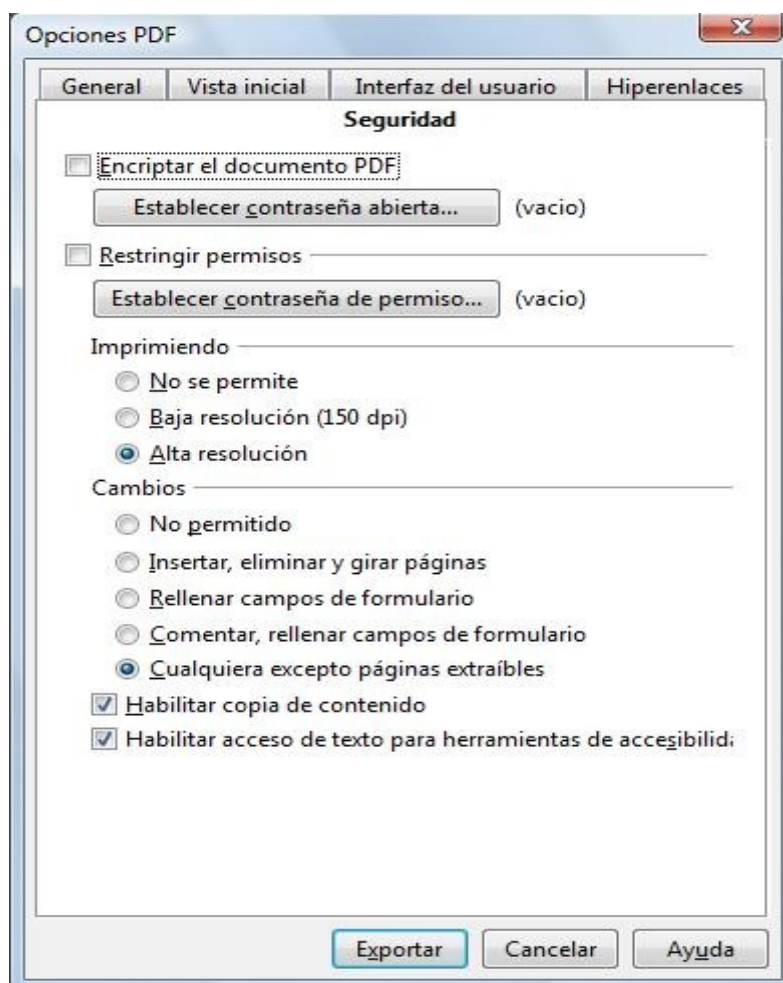 Opciones PDF
General Vista inicial Interfaz del usuario Hiperenlaces
Seguridad
Encriptar el documento PDF
Establecer contraseña abierta... (vacio)
Restringir permisos
Establecer contraseña de permiso... (vacio)
Imprimiendo
No se permite
Baja resolución (150 dpi)
Alta resolución
Cambios
No permitido
Insertar, eliminar y girar páginas
Rellenar campos de formulario
Comentar, rellenar campos de formulario
Cualquiera excepto páginas extraíbles
Habilitar copia de contenido
Habilitar acceso de texto para herramientas de accesibilid
Exportar Cancelar Ayuda